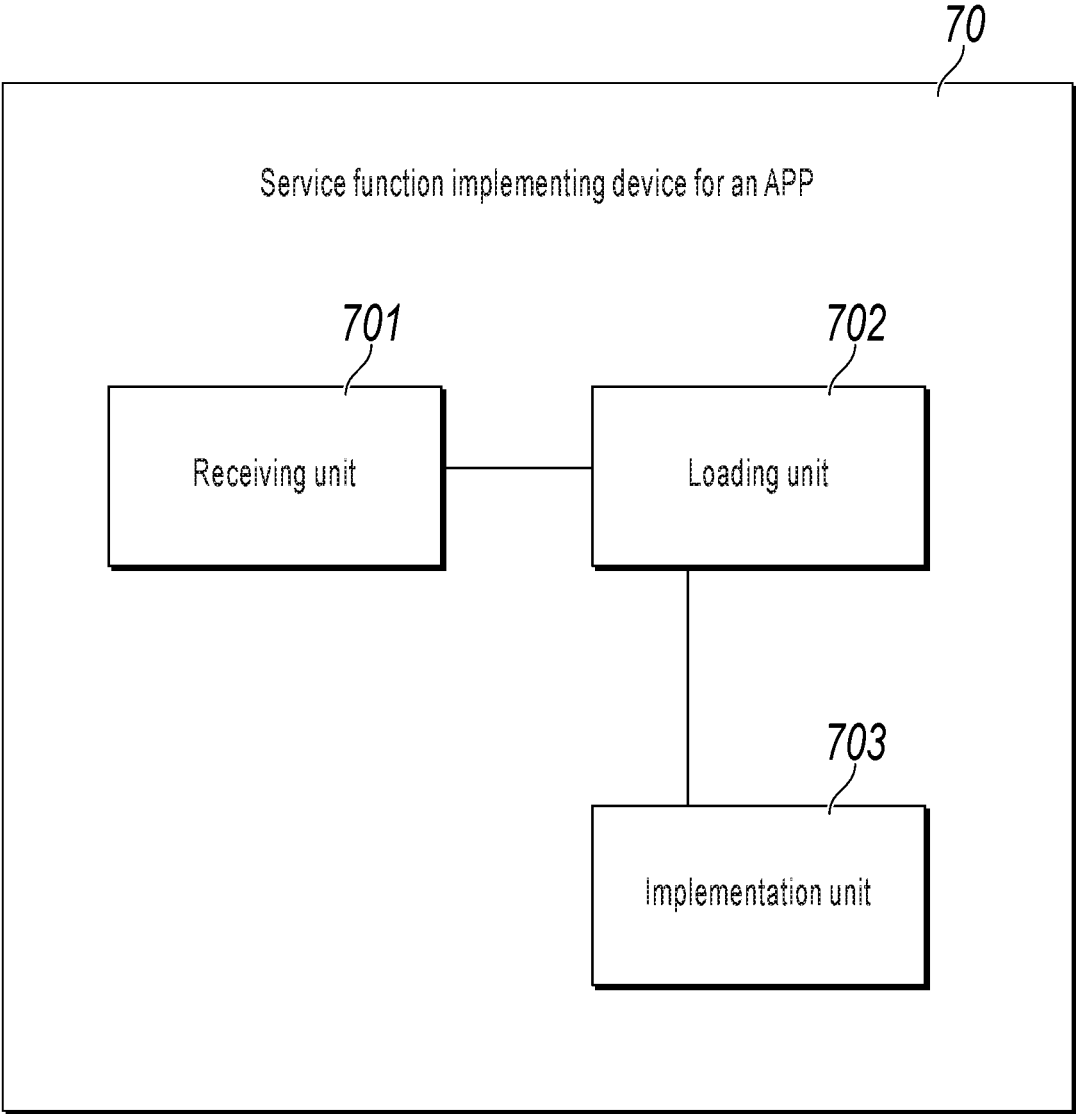 70
Service function implementing device for an APP
701
702
Receiving unit
Loading unit
703
Implementation unit